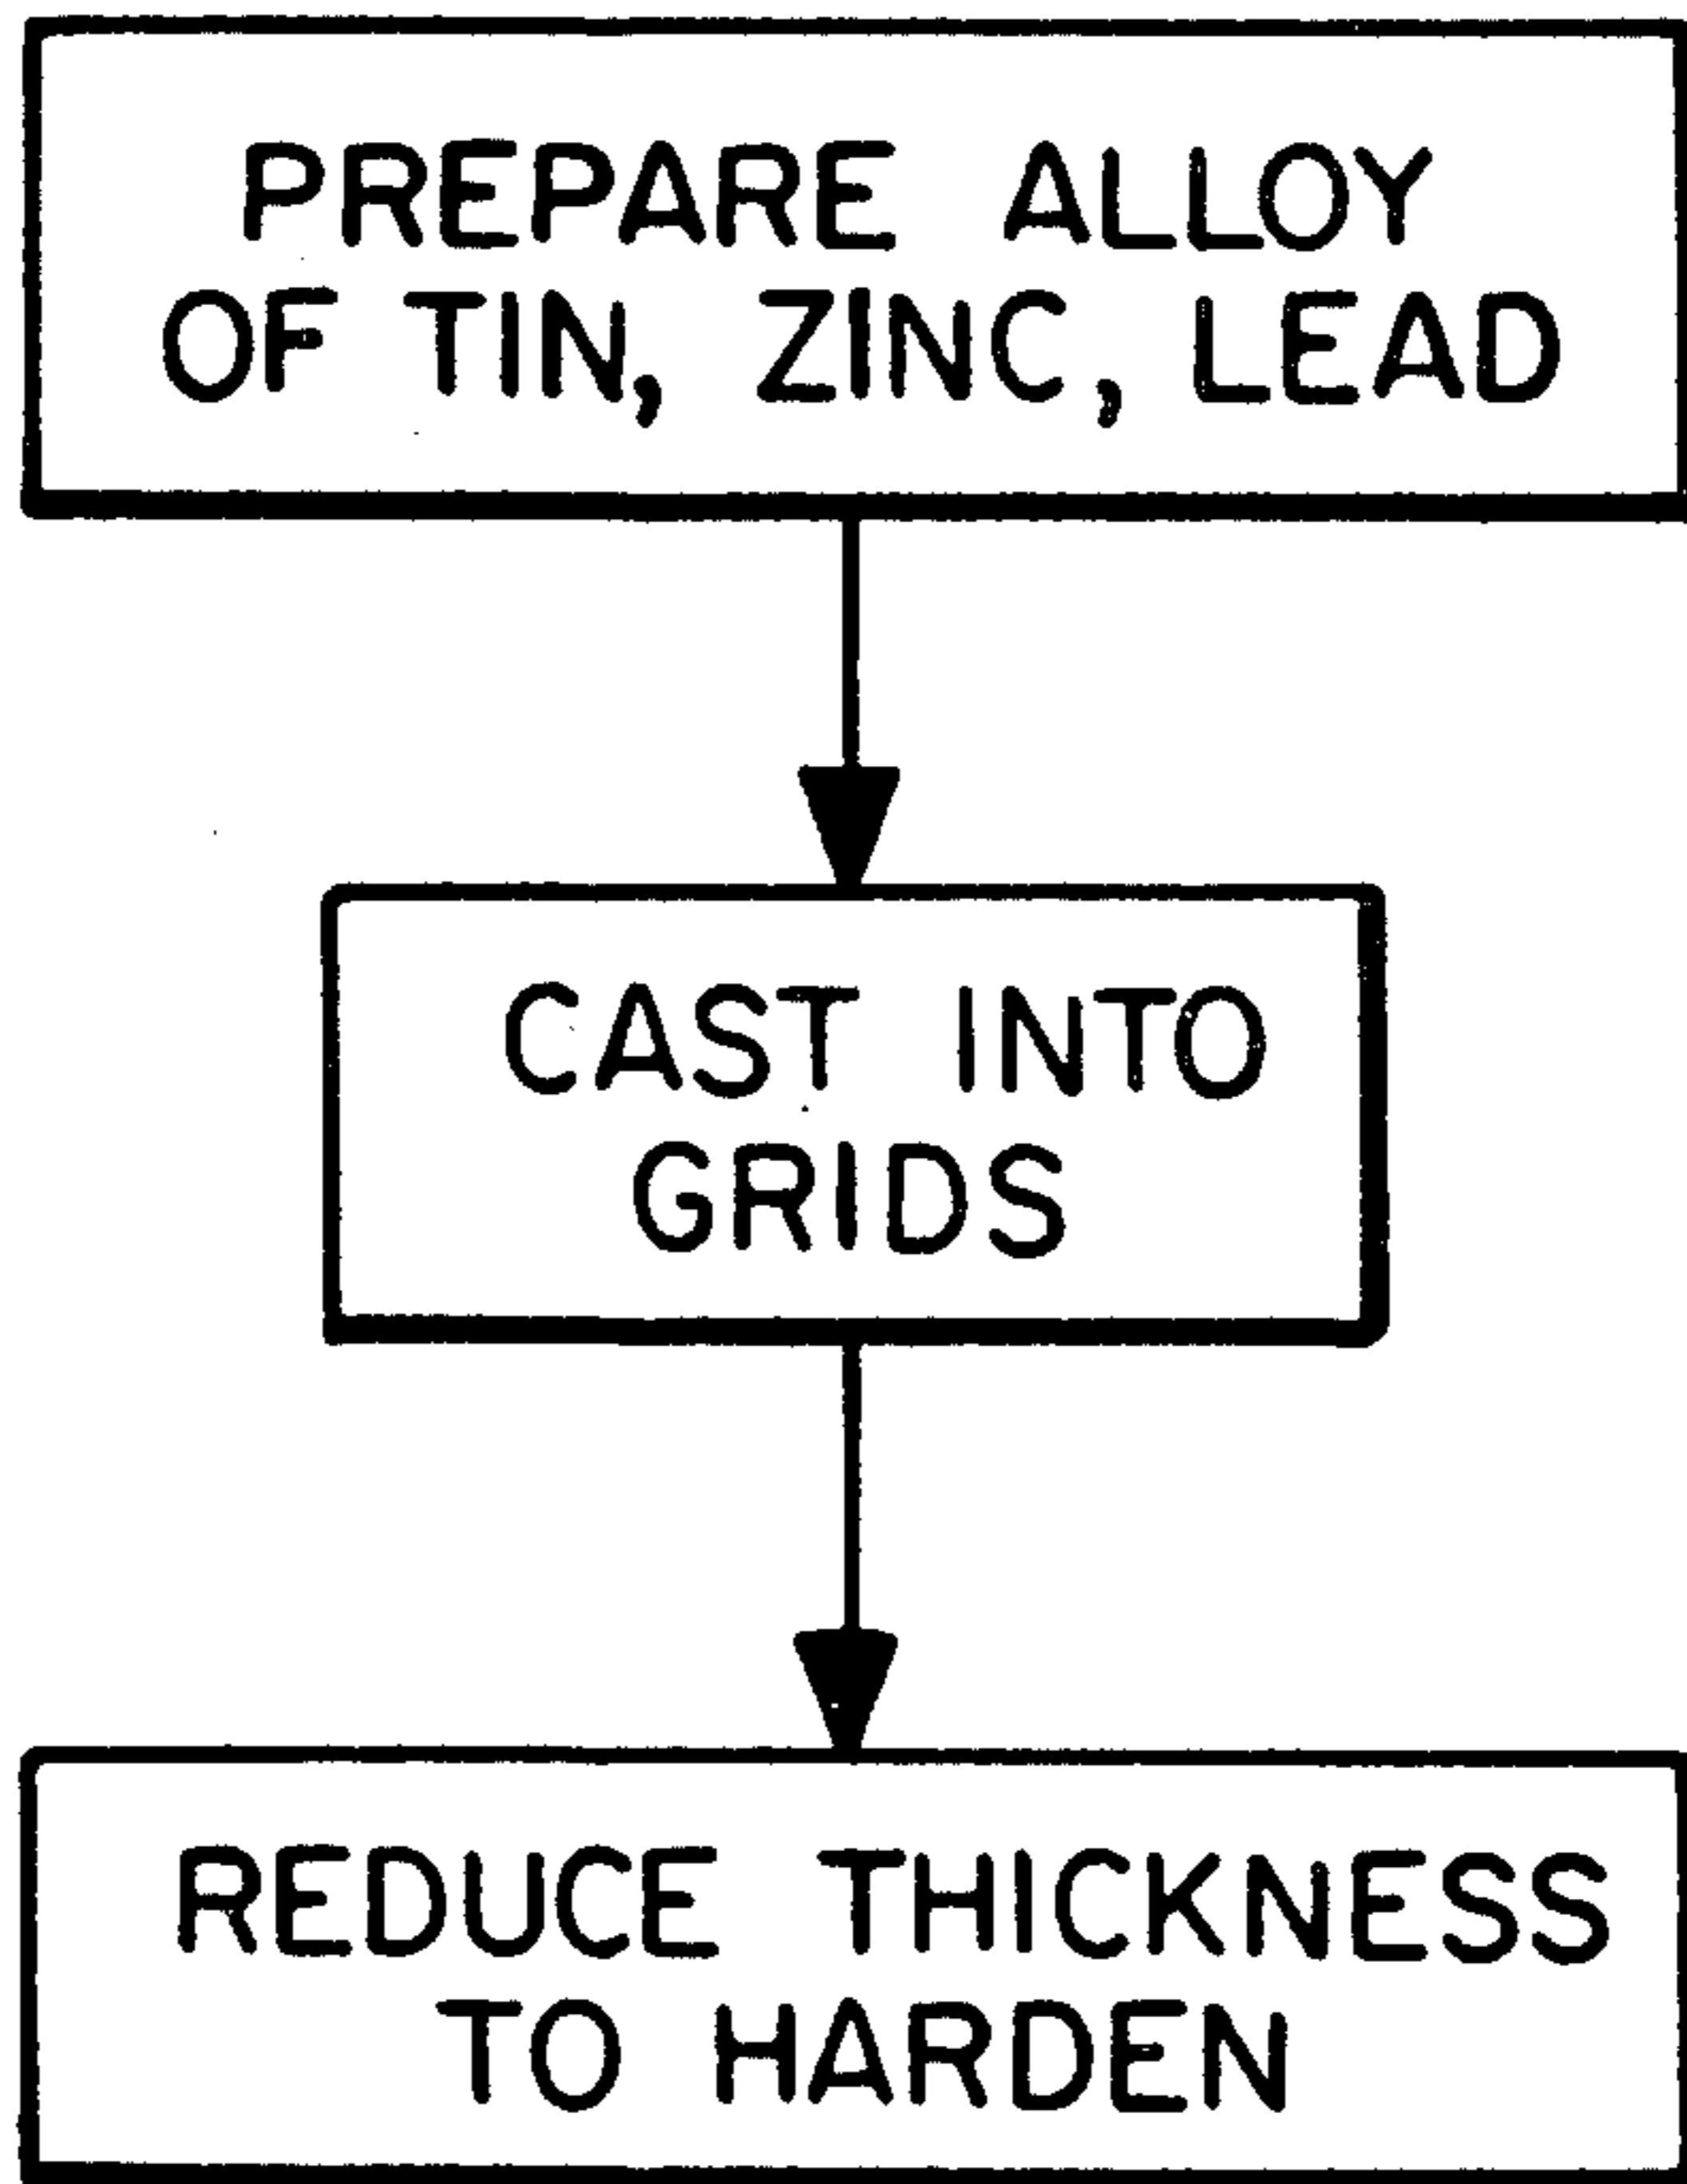 PREPARE ALLOY
OF TIN, ZINC, LEAD
CAST INTO
GRIDS
REDUCE THICKNESS
TO HARDEN